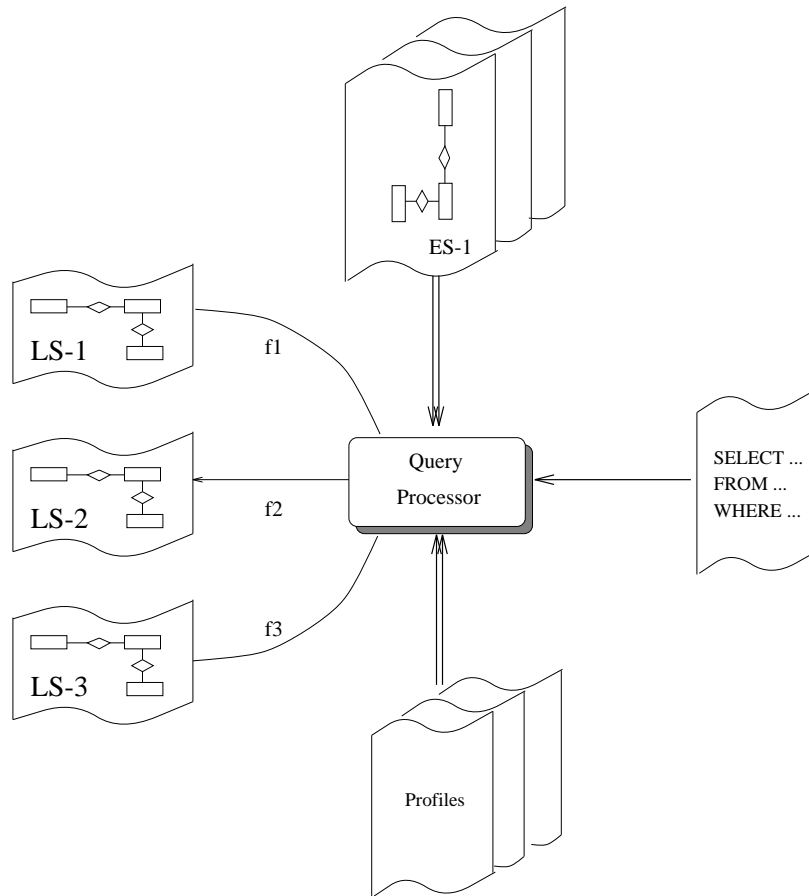 ES-1
LS-1
f1
Query
Processor
SELECT ...
FROM ...
WHERE ...
LS-2
f2
f3
LS-3
Profiles